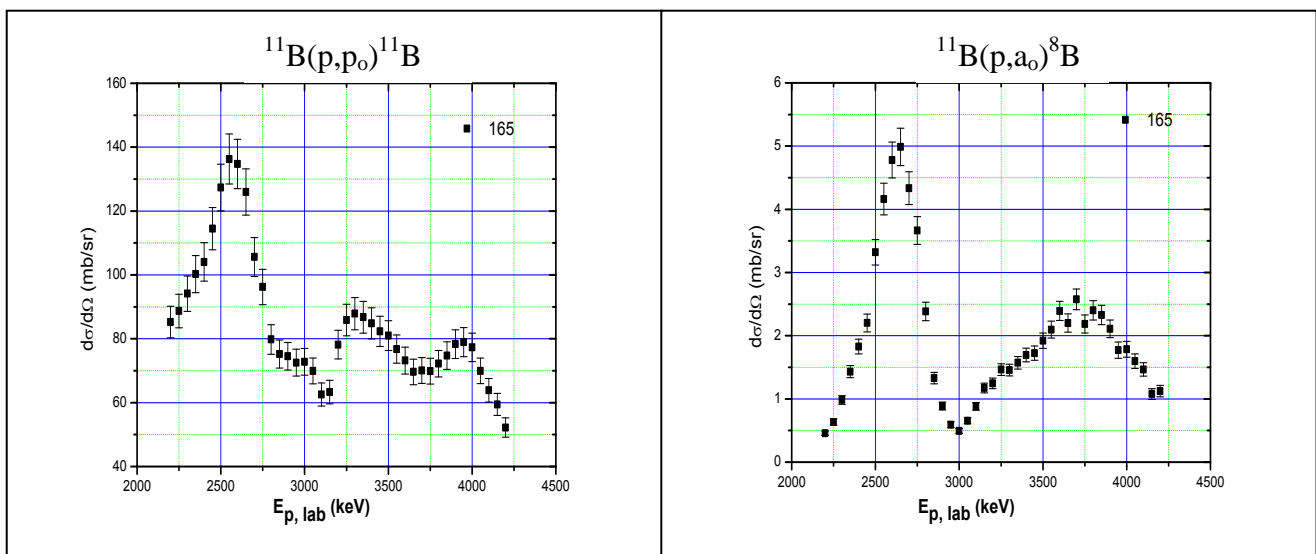 ¹¹B(p,pₒ)¹¹B
160
140
120
100
80
60
40
2000 2500 3000 3500 4000 4500
dσ/dΩ (mb/sr)
E_p, lab (keV)
165
¹¹B(p,aₒ)⁸B
6
5
4
3
2
1
0
2000 2500 3000 3500 4000 4500
dσ/dΩ (mb/sr)
E_p, lab (keV)
165